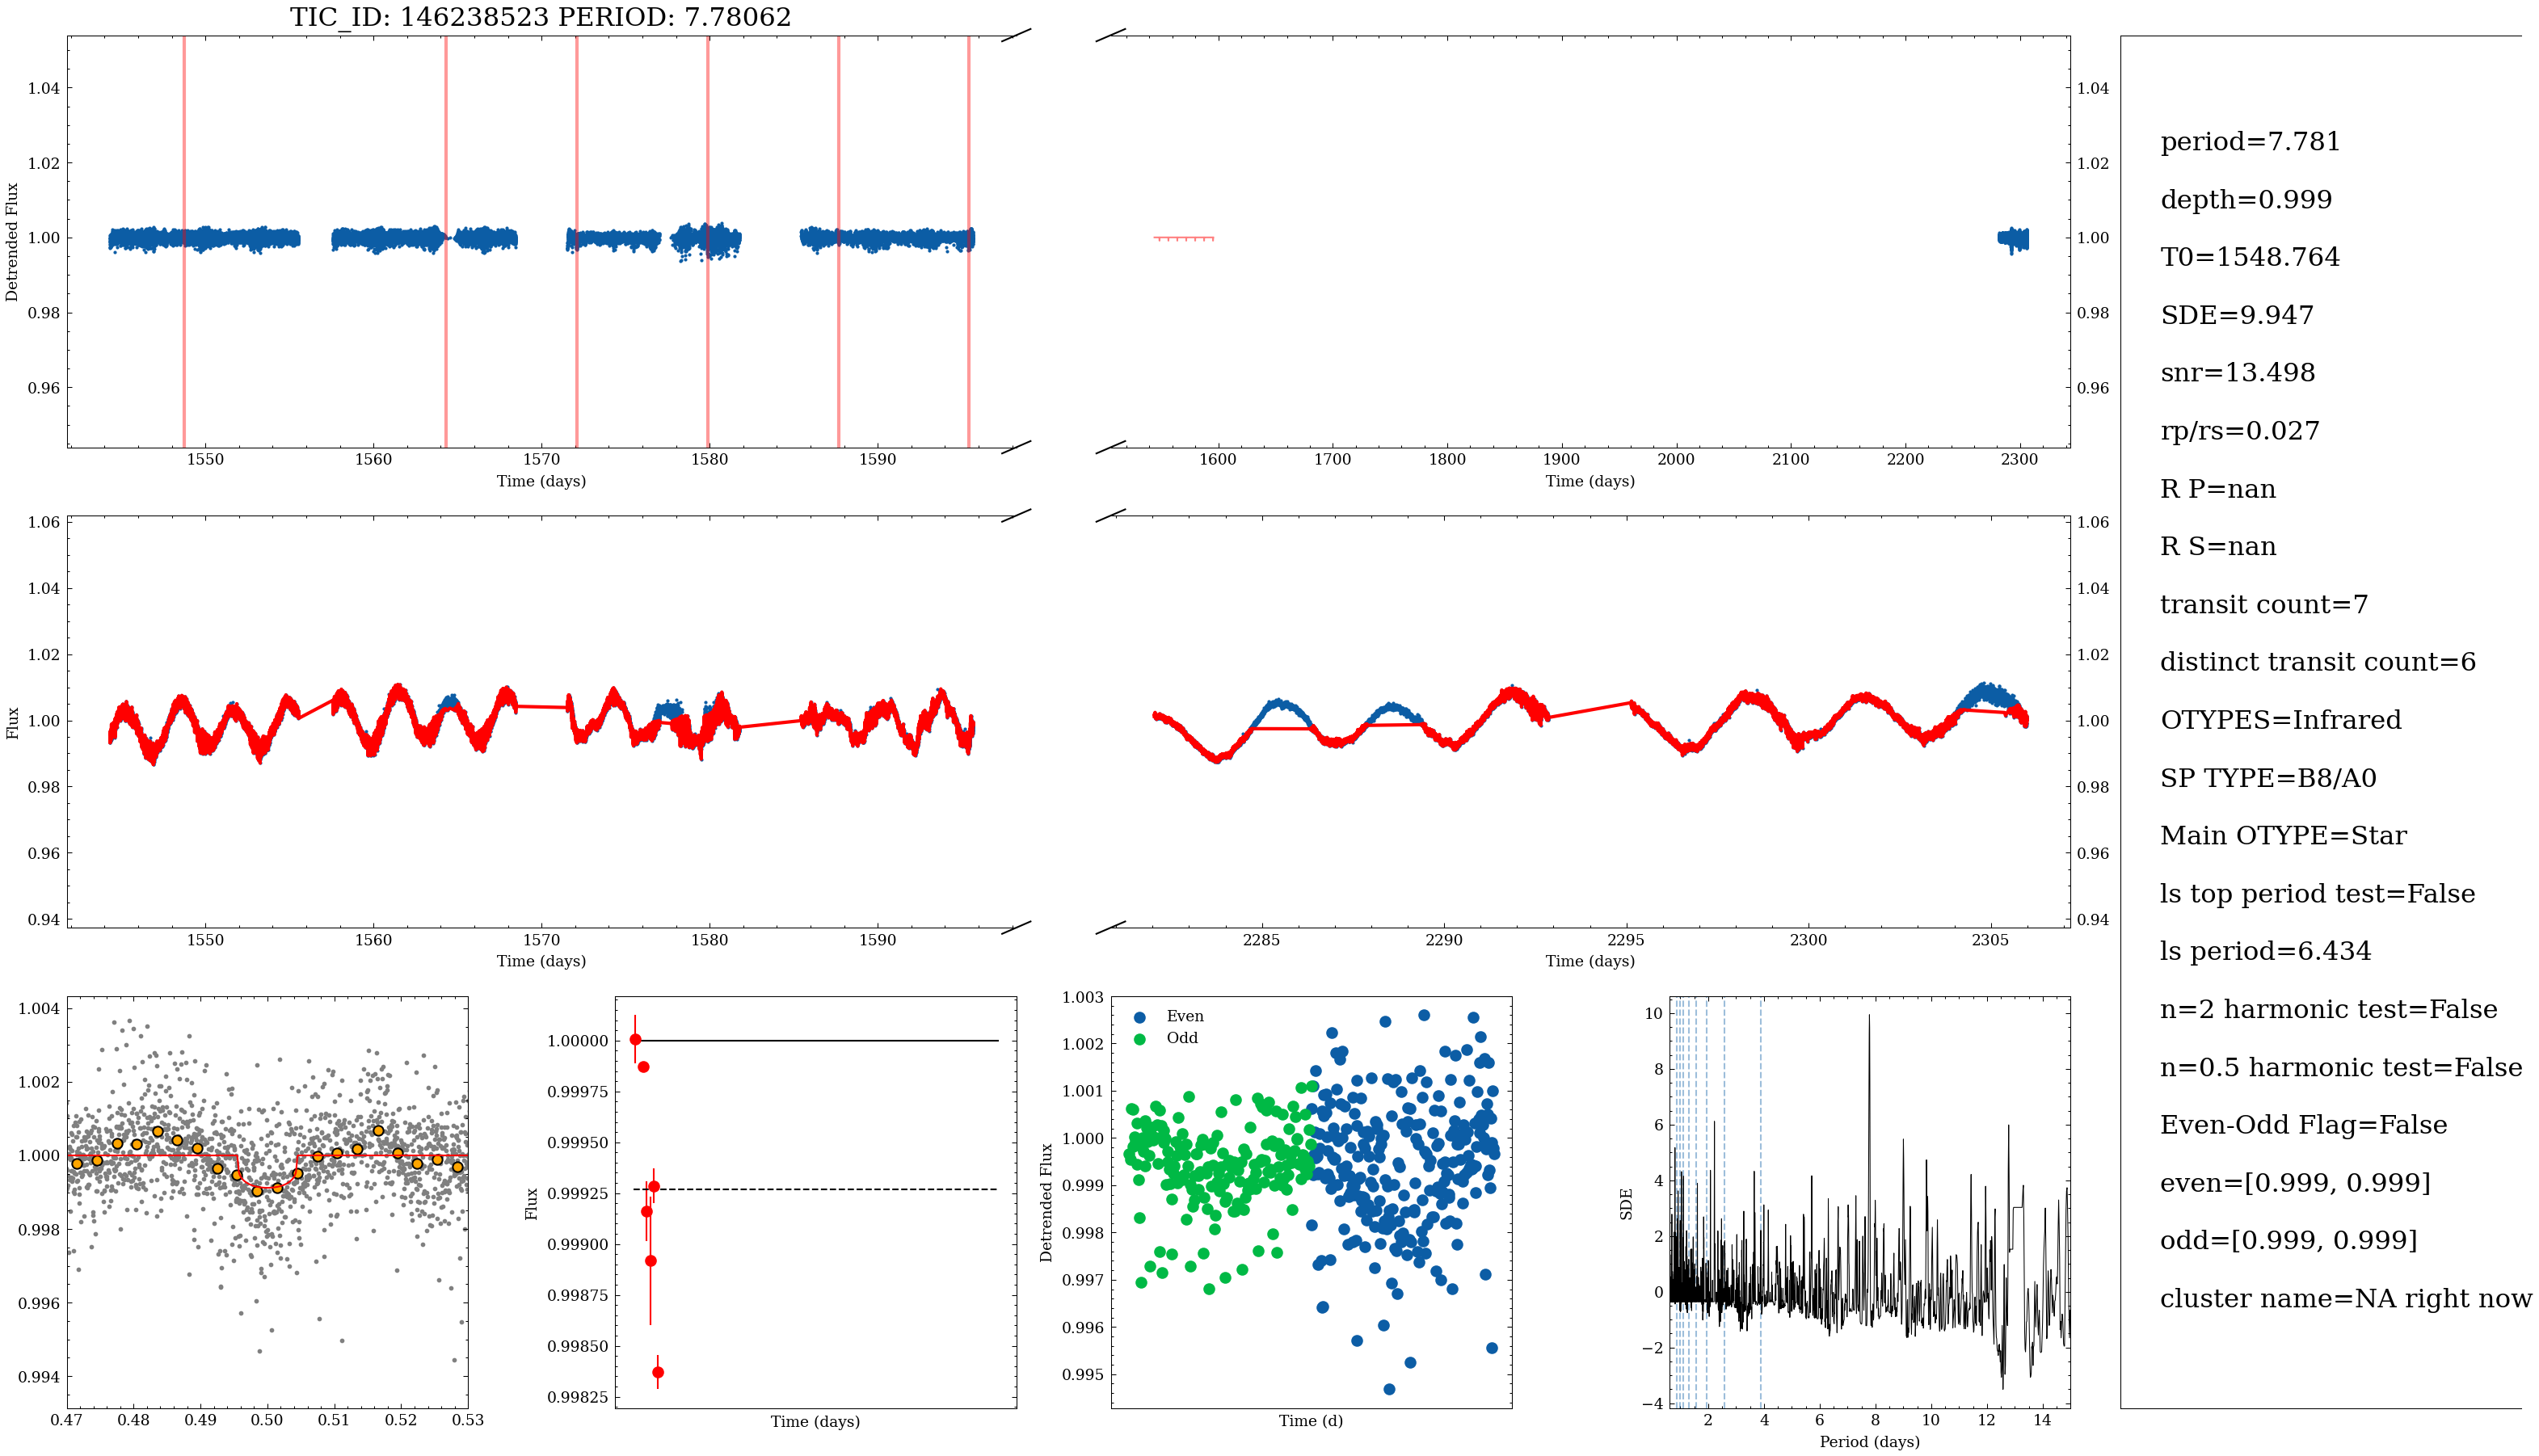 TIC_ID: 146238523 PERIOD: 7.78062
1.04
1.02
1.00
0.98
0.96
Detrended Flux
1550
1560
1570
1580
1590
Time (days)
1.04
1.02
1.00
0.98
0.96
1600
1700
1800
1900
2000
2100
2200
2300
Time (days)
1.06
1.04
1.02
1.00
0.98
0.96
0.94
Flux
1550
1560
1570
1580
1590
Time (days)
1.06
1.04
1.02
1.00
0.98
0.96
0.94
2285
2290
2295
2300
2305
Time (days)
1.004
1.002
1.000
0.998
0.996
0.994
0.47
0.48
0.49
0.50
0.51
0.52
0.53
1.00000
0.99975
0.99950
0.99925
0.99900
0.99875
0.99850
0.99825
Flux
Time (days)
1.003
1.002
1.001
1.000
0.999
0.998
0.997
0.996
0.995
Detrended Flux
Even
Odd
Time (d)
10
8
6
4
2
0
−2
−4
SDE
2
4
6
8
10
12
14
Period (days)
period=7.781
depth=0.999
T0=1548.764
SDE=9.947
snr=13.498
rp/rs=0.027
R P=nan
R S=nan
transit count=7
distinct transit count=6
OTYPES=Infrared
SP TYPE=B8/A0
Main OTYPE=Star
ls top period test=False
ls period=6.434
n=2 harmonic test=False
n=0.5 harmonic test=False
Even-Odd Flag=False
even=[0.999, 0.999]
odd=[0.999, 0.999]
cluster name=NA right now